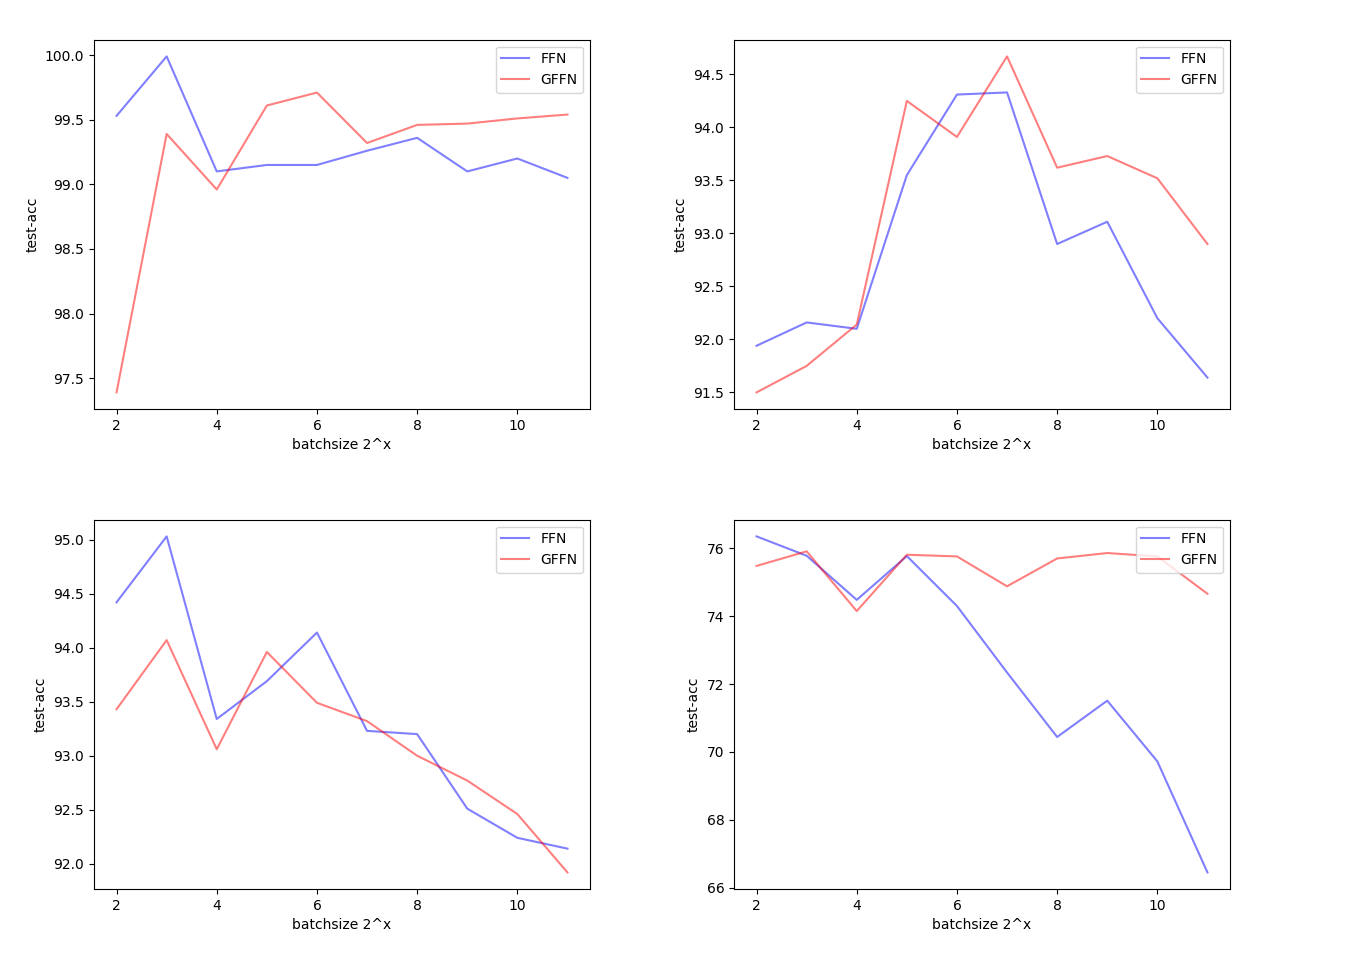 100.0
99.5
99.0
98.5
98.0
97.5
test-acc
2 4 6 8 10
batchsize 2^x
FFN
GFFN
94.5
94.0
93.5
93.0
92.5
92.0
91.5
test-acc
2 4 6 8 10
batchsize 2^x
FFN
GFFN
95.0
94.5
94.0
93.5
93.0
92.5
92.0
test-acc
2 4 6 8 10
batchsize 2^x
FFN
GFFN
76
74
72
70
68
66
test-acc
2 4 6 8 10
batchsize 2^x
FFN
GFFN